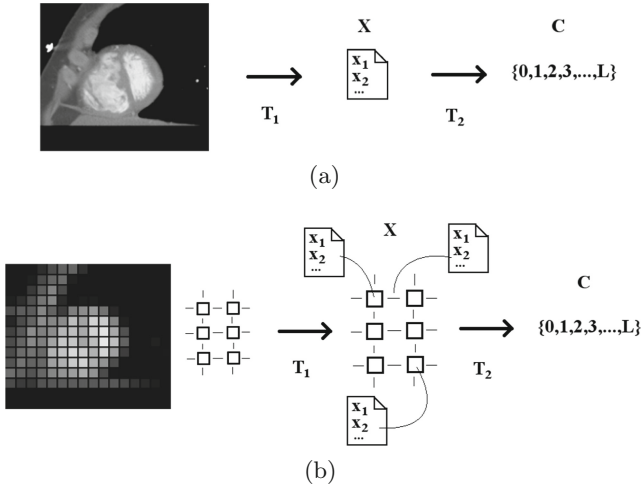 X
C
x1
x2
...
T1
T2
{0,1,2,3,...,L}
(a)
X
x1
x2
...
x1
x2
...
C
{0,1,2,3,...,L}
T1
T2
x1
x2
...
(b)